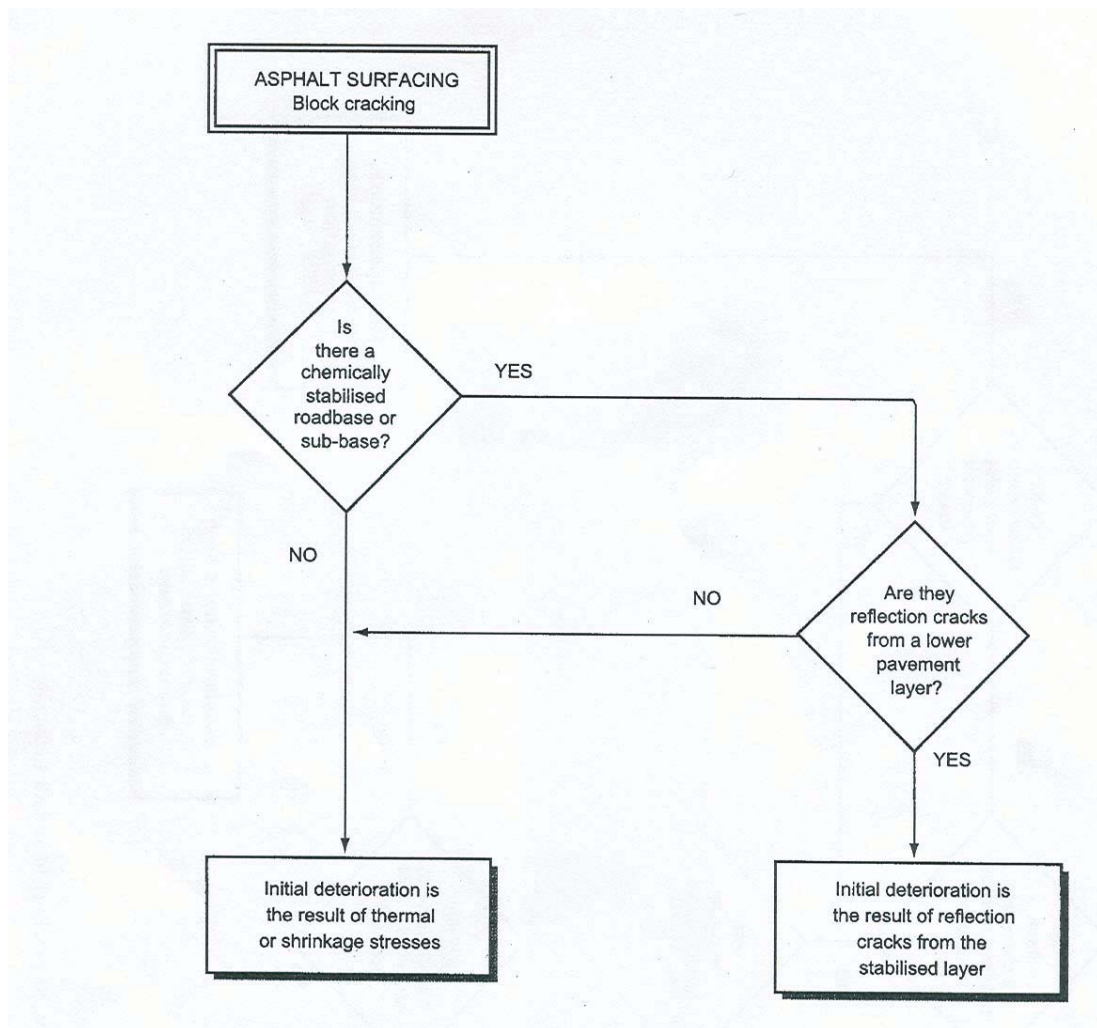 ASPHALT SURFACING
Block cracking
Is
there a
chemically
stabilised
roadbase or
sub-base?
YES
NO
Are they
reflection cracks
from a lower
pavement
layer?
NO
YES
Initial deterioration is
the result of thermal
or shrinkage stresses
Initial deterioration is
the result of reflection
cracks from the
stabilised layer